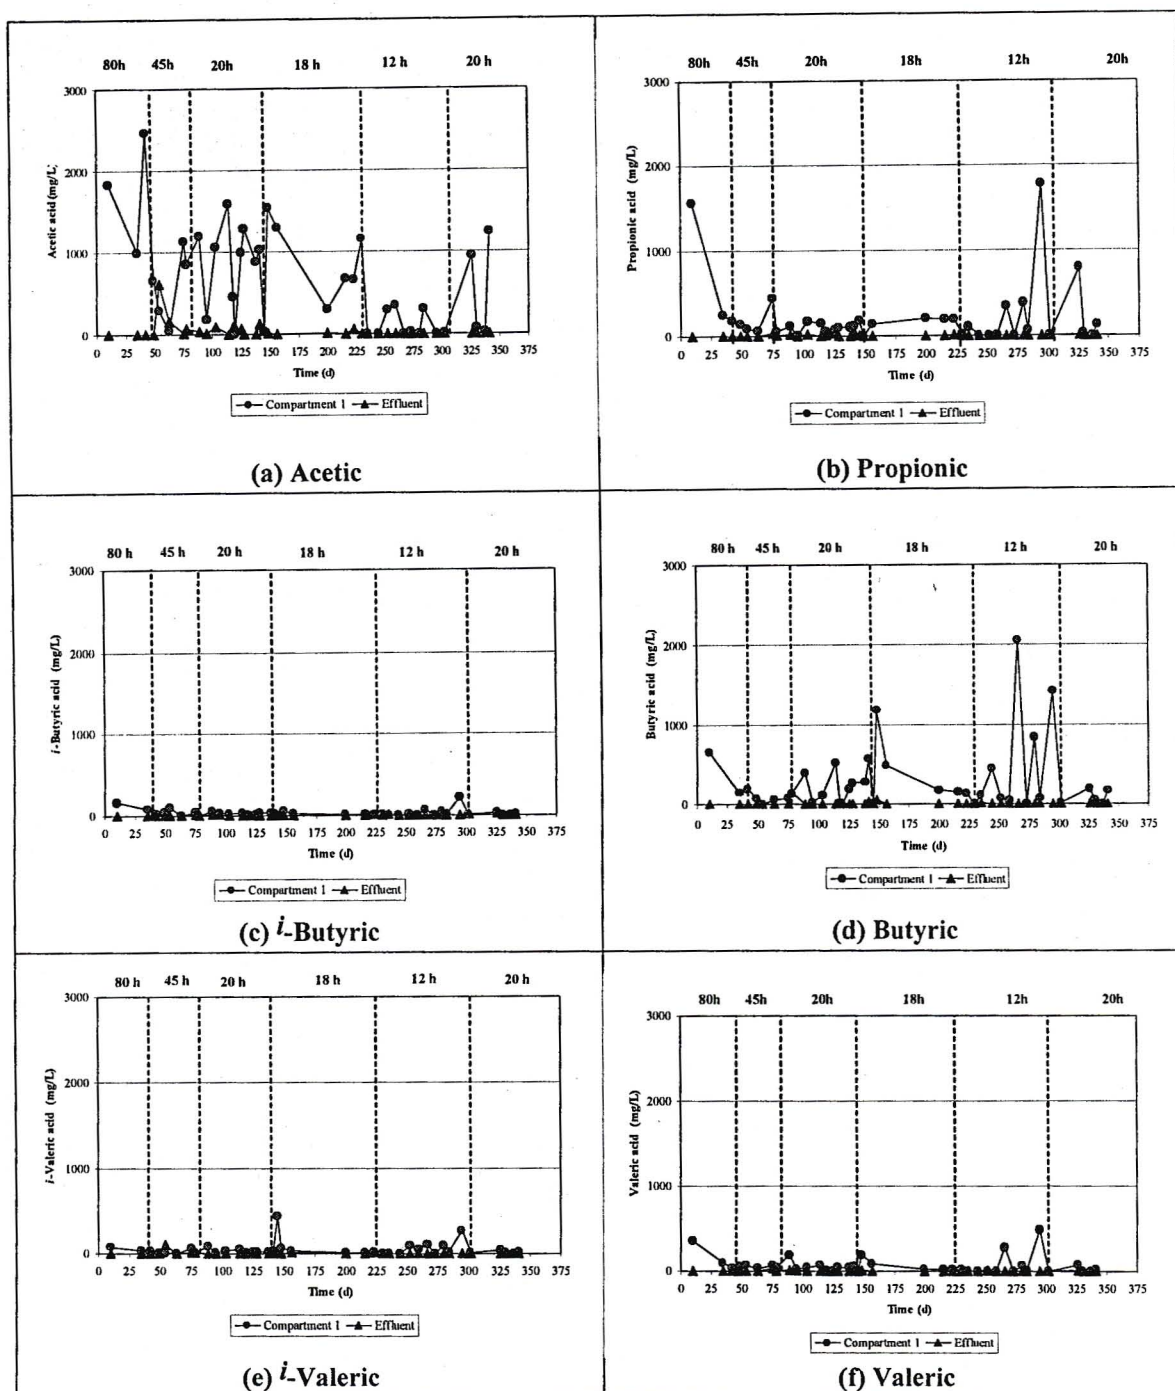 80h 45h 20h 18 h 12 h 20 h
3000
2000
1000
0
Acetic acid (mg/L)
0 25 50 75 100 125 150 175 200 225 250 275 300 325 350 375
Time (d)
Compartment 1 Effluent
(a) Acetic
80h 45h 20h 18h 12h 20h
3000
2000
1000
0
Propionic acid (mg/L)
0 25 50 75 100 125 150 175 200 225 250 275 300 325 350 375
Time (d)
Compartment 1 Effluent
(b) Propionic
80 h 45 h 20 h 18 h 12 h 20 h
3000
2000
1000
0
i-Butyric acid (mg/L)
0 25 50 75 100 125 150 175 200 225 250 275 300 325 350 375
Time (d)
Compartment 1 Effluent
(c) i-Butyric
80 h 45 h 20 h 18 h 12 h 20 h
3000
2000
1000
0
Butyric acid (mg/L)
0 25 50 75 100 125 150 175 200 225 250 275 300 325 350 375
Time (d)
Compartment 1 Effluent
(d) Butyric
80 h 45 h 20 h 18 h 12 h 20 h
3000
2000
1000
0
i-Valeric acid (mg/L)
0 25 50 75 100 125 150 175 200 225 250 275 300 325 350 375
Time (d)
Compartment 1 Effluent
(e) i-Valeric
80h 45h 20h 18h 12h 20h
3000
2000
1000
0
Valeric acid (mg/L)
0 25 50 75 100 125 150 175 200 225 250 275 300 325 350 375
Time (d)
Compartment 1 Effluent
(f) Valeric